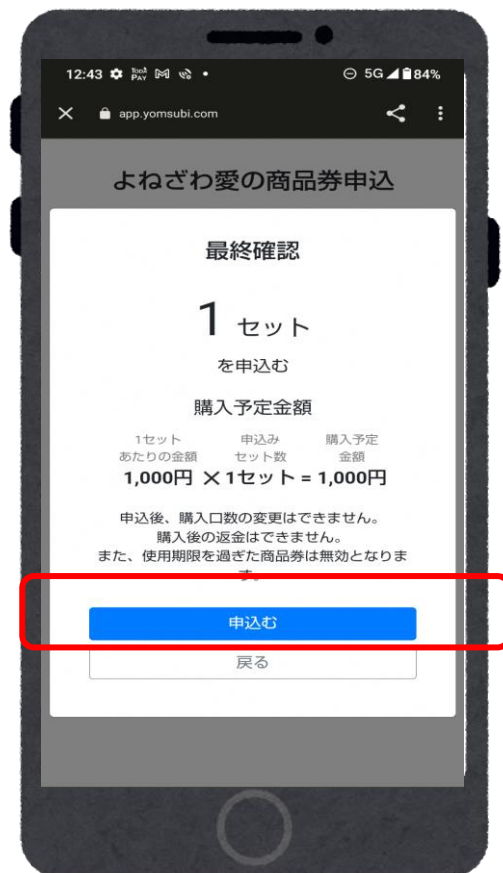 12:43 Tool PAY 5G 84%
app.yomsubi.com
よねざわ愛の商品券申込
最終確認
1 セット
を申込む
購入予定金額
1セット 申込み 購入予定
あたりの金額 セット数 金額
1,000円 × 1セット = 1,000円
申込後、購入口数の変更はできません。
購入後の返金はできません。
また、使用期限を過ぎた商品券は無効となりま
す。
申込む
戻る